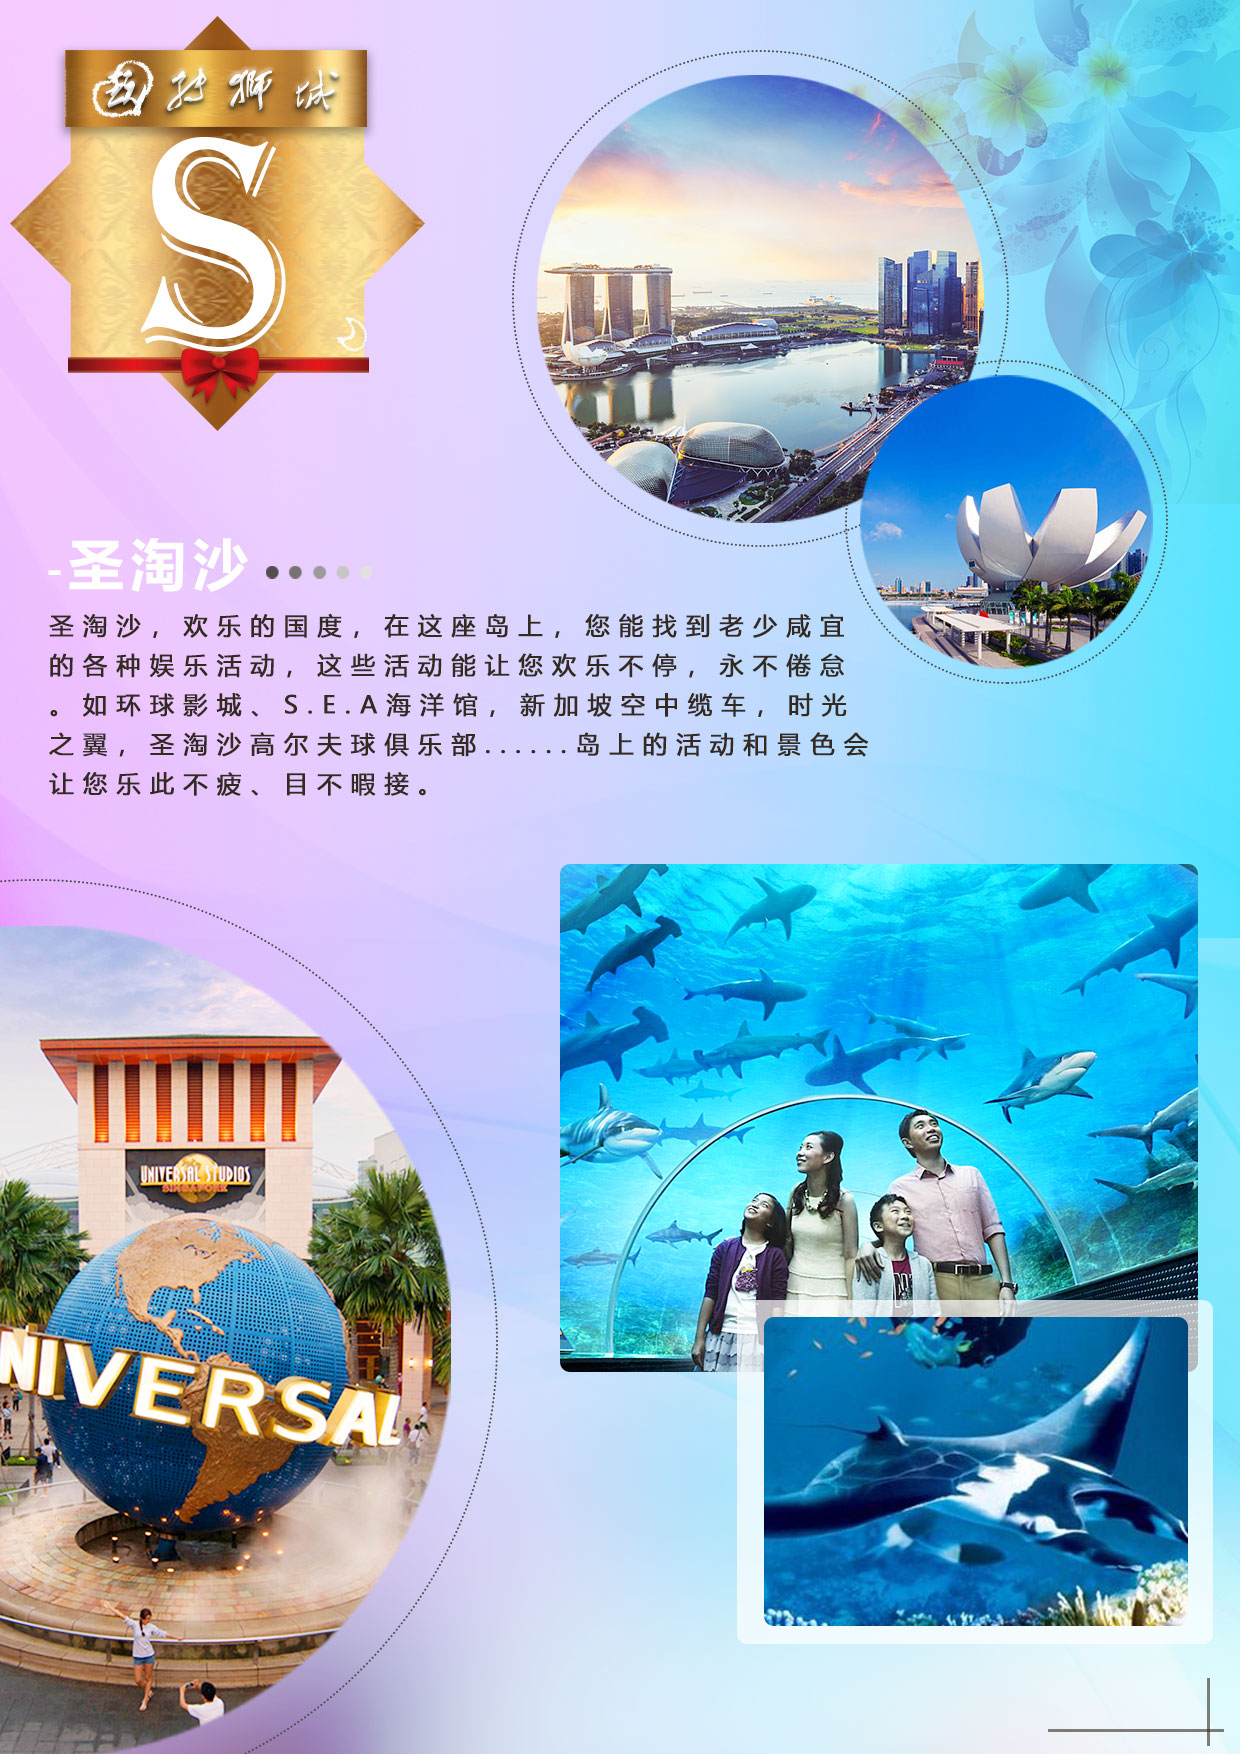 狮城
S
-圣淘沙
圣淘沙，欢乐的国度，在这座岛上，您能找到老少咸宜
的各种娱乐活动，这些活动能让您欢乐不停，永不倦怠
。如环球影城、S.E.A海洋馆，新加坡空中缆车，时光
之翼，圣淘沙高尔夫球俱乐部......岛上的活动和景色会
让您乐此不疲、目不暇接。
UNIVERSAL STUDIOS
SINGAPORE
NIVERSAL